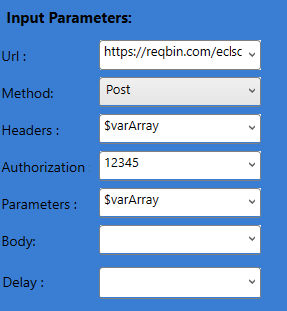 Input Parameters:
Url : https://reqbin.com/eclsc
Method: Post
Headers : $varArray
Authorization : 12345
Parameters : $varArray
Body:
Delay :